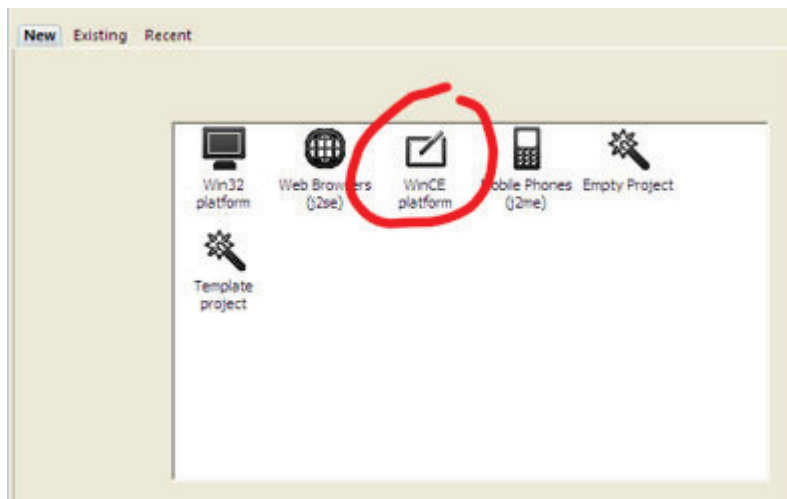 New Existing Recent
Win32 platform
Web Browsers (j2se)
WinCE platform
Mobile Phones (j2me)
Empty Project
Template project